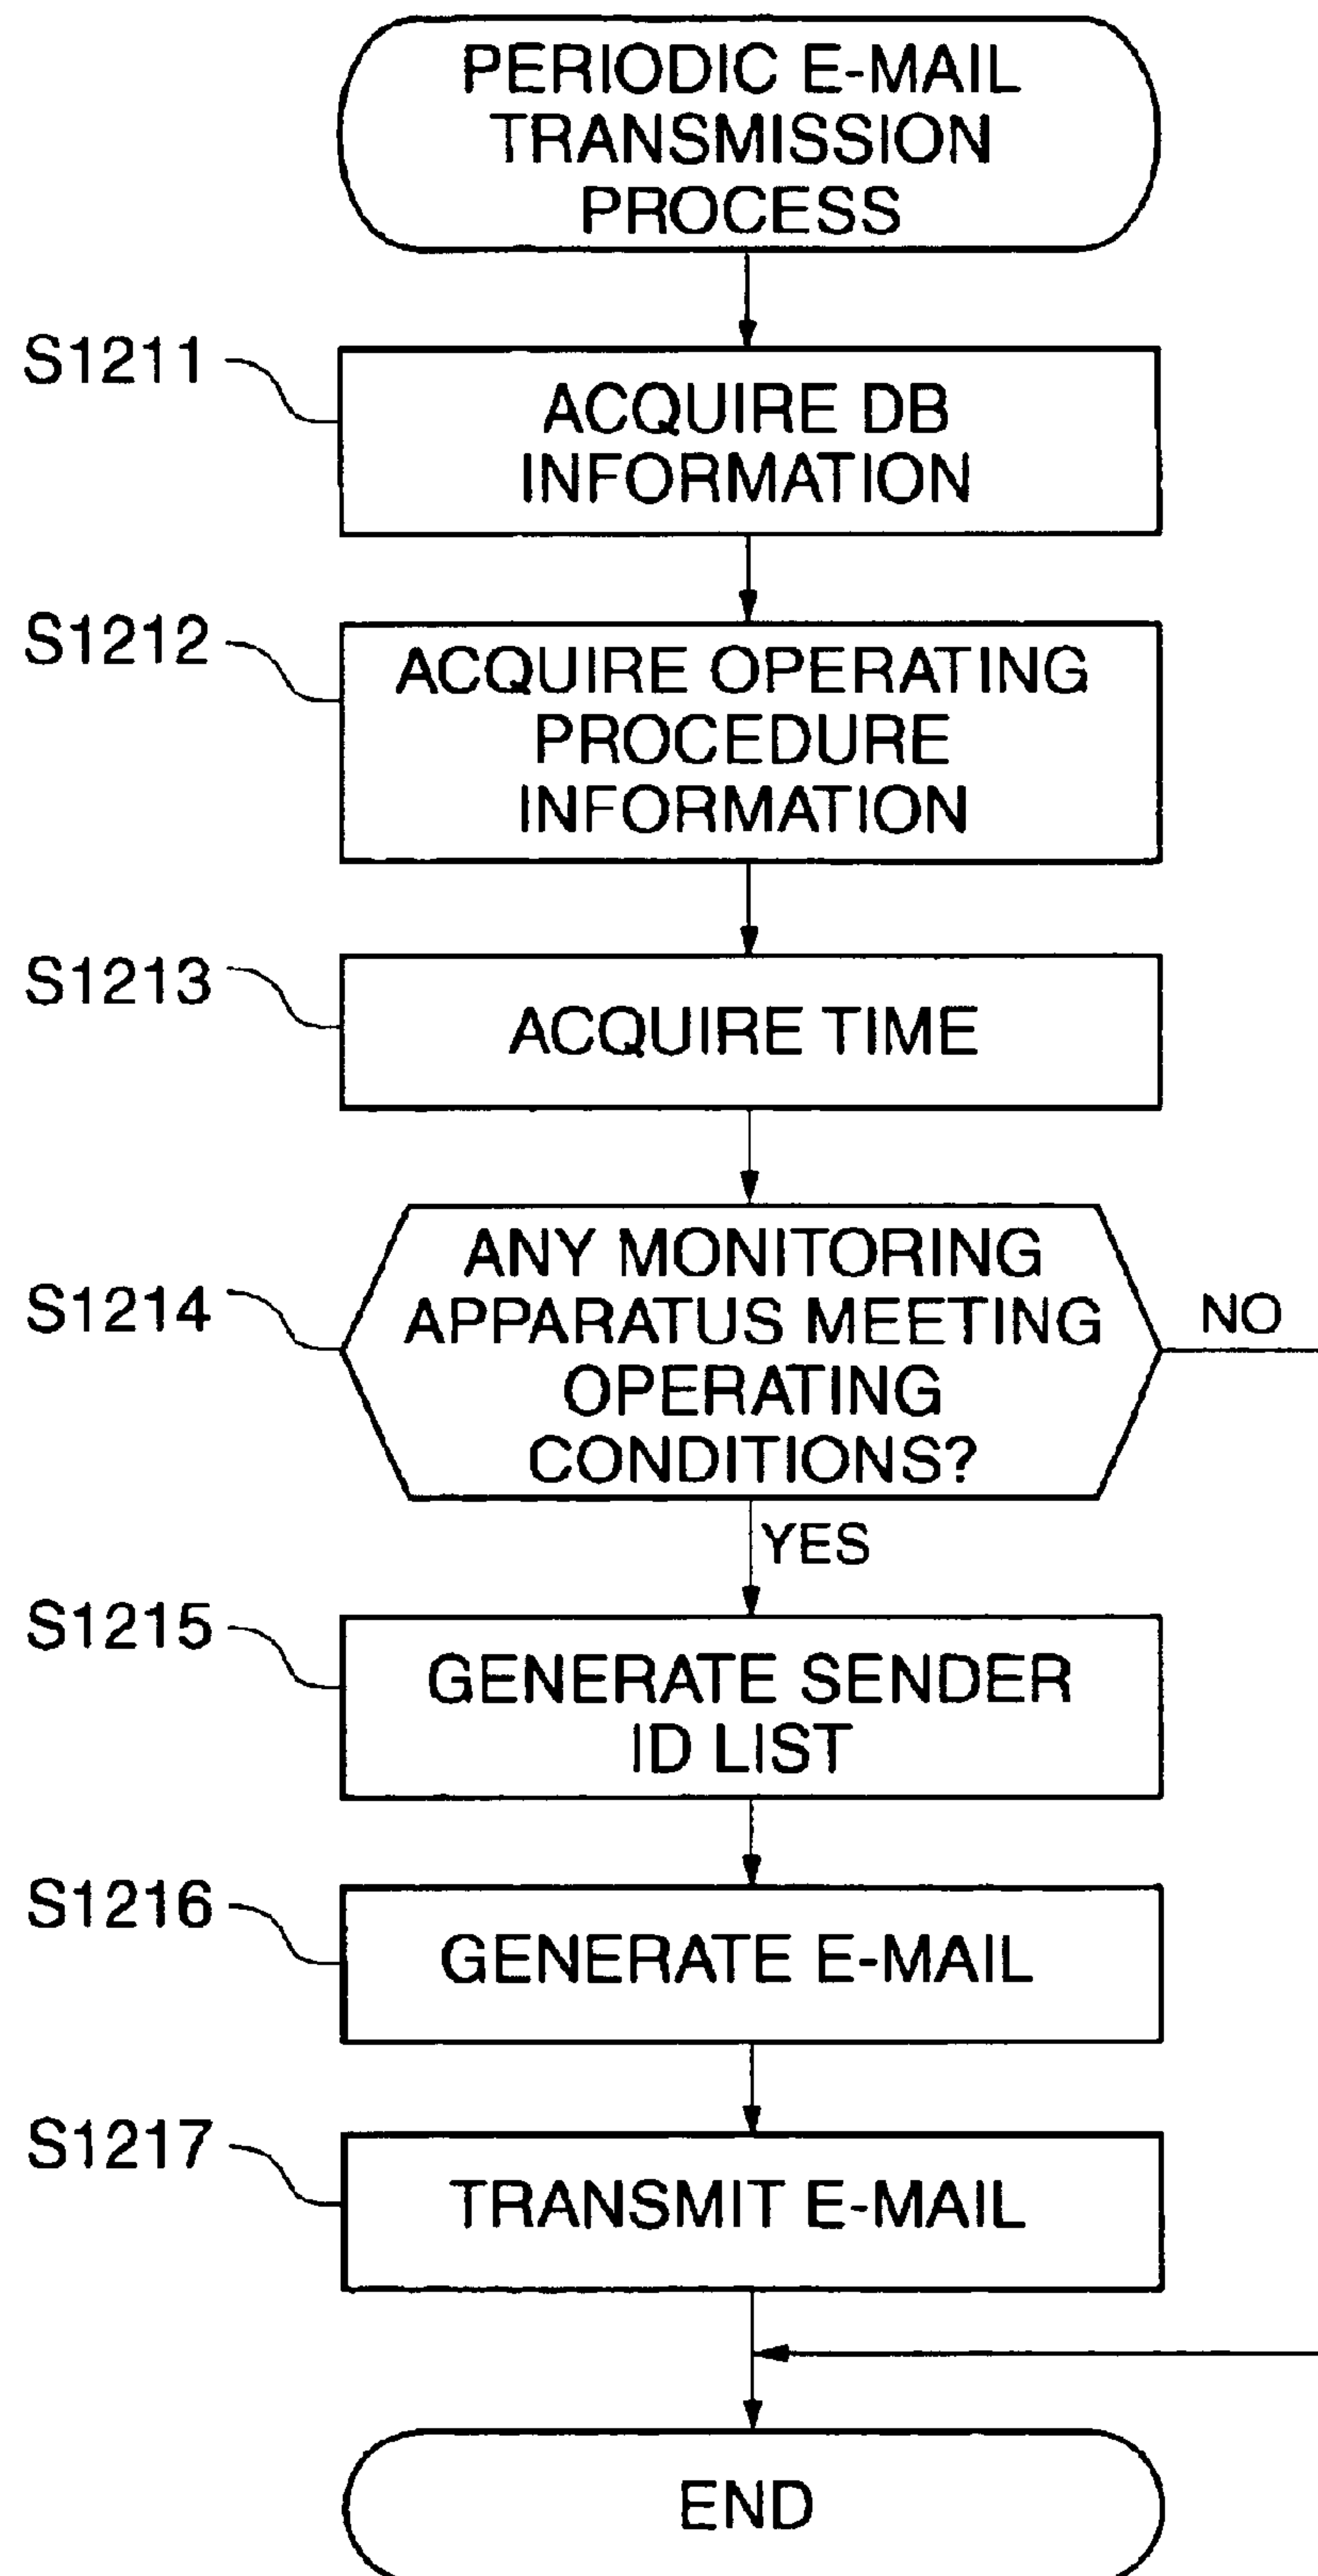 PERIODIC E-MAIL
TRANSMISSION
PROCESS
S1211
ACQUIRE DB
INFORMATION
S1212
ACQUIRE OPERATING
PROCEDURE
INFORMATION
S1213
ACQUIRE TIME
S1214
ANY MONITORING
APPARATUS MEETING
OPERATING
CONDITIONS?
NO
YES
S1215
GENERATE SENDER
ID LIST
S1216
GENERATE E-MAIL
S1217
TRANSMIT E-MAIL
END